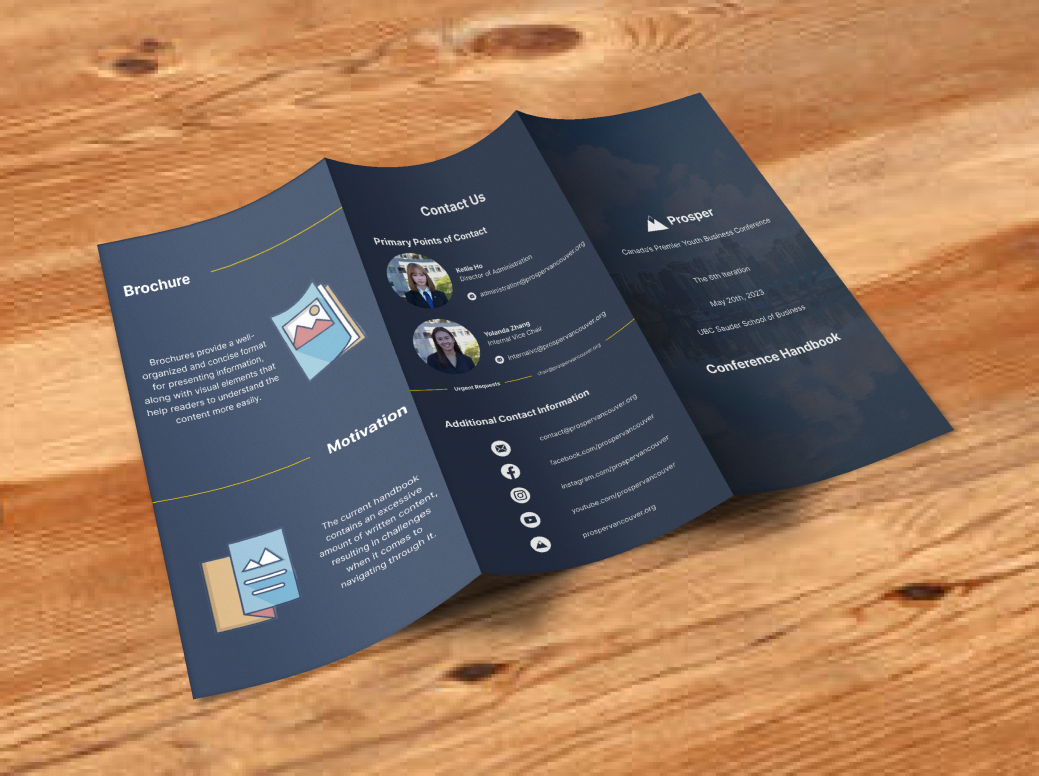 Brochure
Brochures provide a well-
organized and concise format
for presenting information,
along with visual elements that
help readers to understand the
content more easily.
Motivation
The current handbook
contains an excessive
amount of written content,
resulting in challenges
when it comes to
navigating through it.
Contact Us
Primary Points of Contact
Kellie Ho
Director of Administration
administration@prospervancouver.org
Yolanda Zhang
Internal Vice Chair
internalvc@prospervancouver.org
Urgent Requests
chair@prospervancouver.org
Additional Contact Information
contact@prospervancouver.org
facebook.com/prospervancouver
instagram.com/prospervancouver
youtube.com/prospervancouver
prospervancouver.org
Prosper
Canada's Premier Youth Business Conference
The 6th Iteration
May 20th, 2023
UBC Sauder School of Business
Conference Handbook